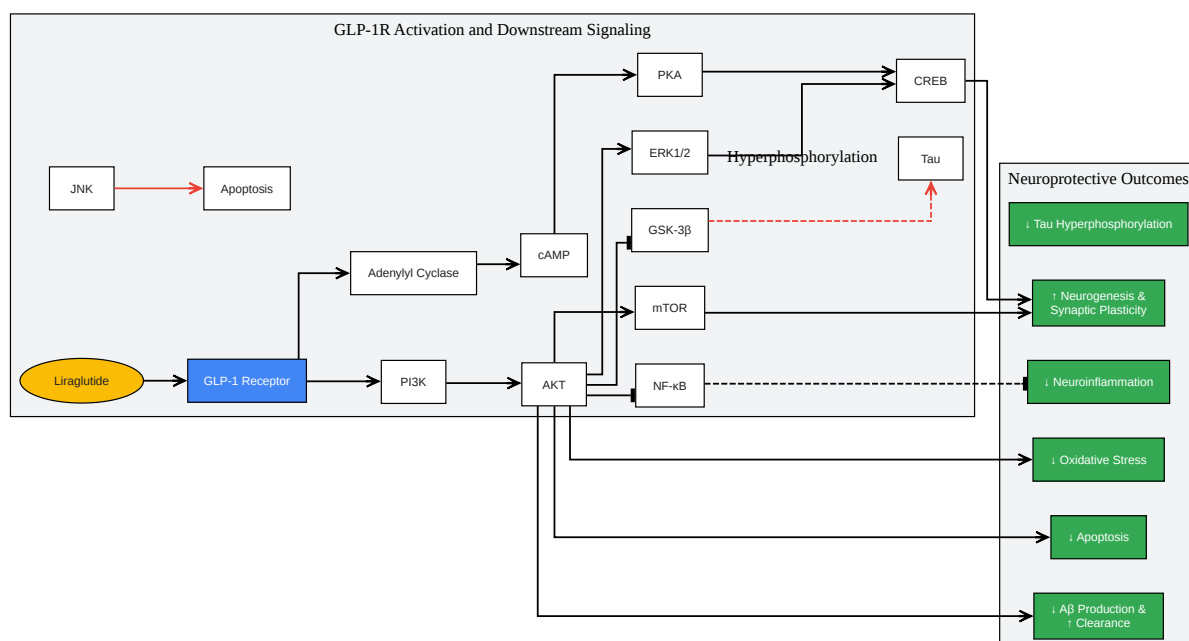 GLP-1R Activation and Downstream Signaling
PKA
CREB
ERK1/2
Hyperphosphorylation
Tau
JNK
Apoptosis
GSK-3β
cAMP
Adenylyl Cyclase
mTOR
Liraglutide
GLP-1 Receptor
PI3K
AKT
NF-κB
Neuroprotective Outcomes
↓ Tau Hyperphosphorylation
↑ Neurogenesis &
Synaptic Plasticity
↓ Neuroinflammation
↓ Oxidative Stress
↓ Apoptosis
↓ Aβ Production &
↑ Clearance